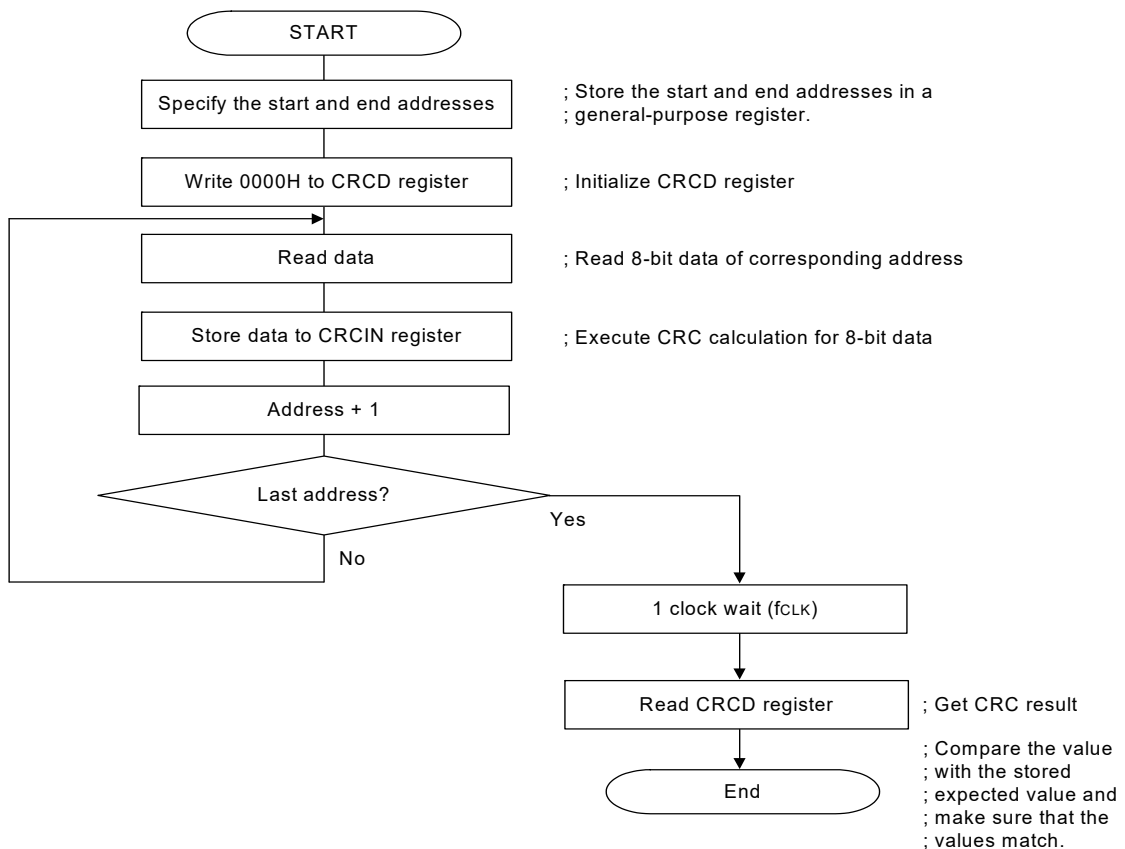 START
Specify the start and end addresses
; Store the start and end addresses in a
; general-purpose register.
Write 0000H to CRCD register
; Initialize CRCD register
Read data
; Read 8-bit data of corresponding address
Store data to CRCIN register
; Execute CRC calculation for 8-bit data
Address + 1
Last address?
Yes
No
1 clock wait (fCLK)
Read CRCD register
; Get CRC result
; Compare the value
; with the stored
; expected value and
; make sure that the
; values match.
End